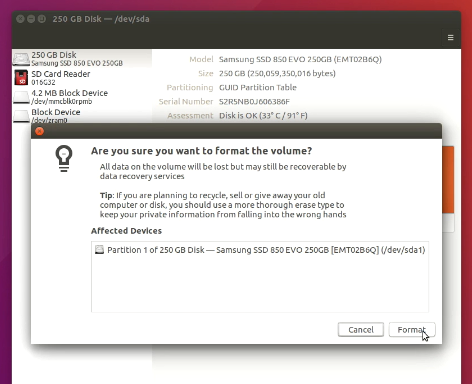 250 GB Disk — /dev/sda
250 GB Disk
Samsung SSD 850 EVO 250GB
SD Card Reader
016G32
4.2 MB Block Device
/dev/mmcblk0rpmb
Block Device
/dev/zram0
Model Samsung SSD 850 EVO 250GB (EMT02B6Q)
Size 250 GB (250,059,350,016 bytes)
Partitioning GUID Partition Table
Serial Number S2R5NB0J606386F
Assessment Disk is OK (33° C / 91° F)
Are you sure you want to format the volume?
All data on the volume will be lost but may still be recoverable by
data recovery services
Tip: If you are planning to recycle, sell or give away your old
computer or disk, you should use a more thorough erase type to
keep your private information from falling into the wrong hands
Affected Devices
Partition 1 of 250 GB Disk — Samsung SSD 850 EVO 250GB [EMT02B6Q] (/dev/sda1)
Cancel Format